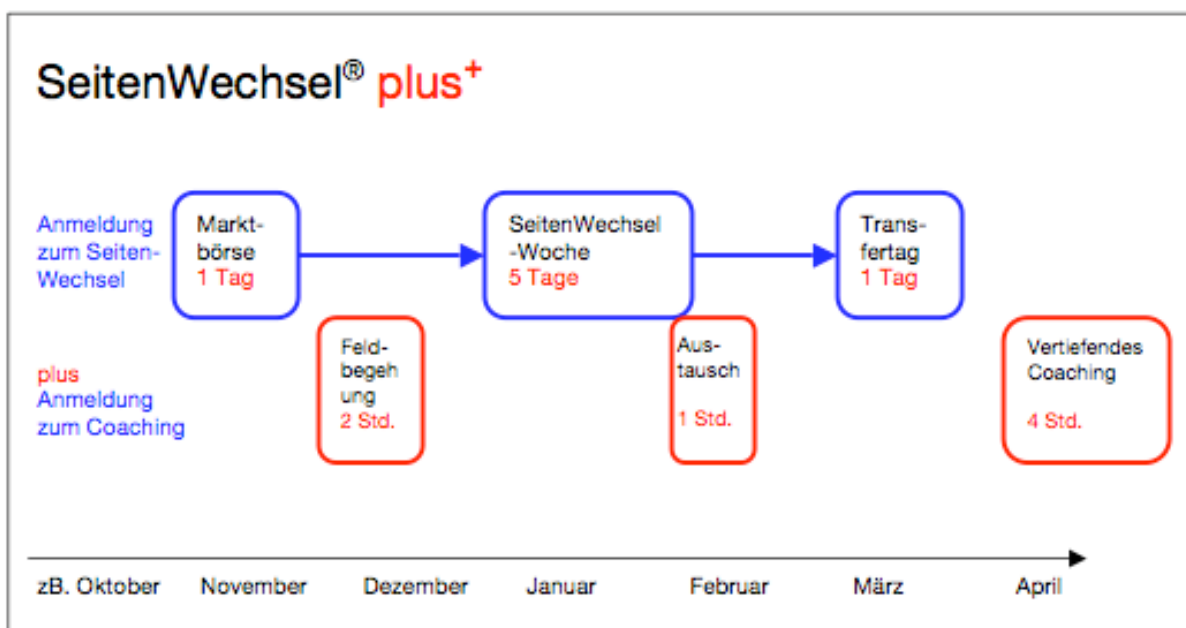 SeitenWechsel® plus+
Anmeldung
zum Seiten-
Wechsel
Markt-
börse
1 Tag
SeitenWechsel
-Woche
5 Tage
Trans-
fertag
1 Tag
plus
Anmeldung
zum Coaching
Feld-
begeh
ung
2 Std.
Aus-
tausch
1 Std.
Vertiefendes
Coaching
4 Std.
zB. Oktober November Dezember Januar Februar März April